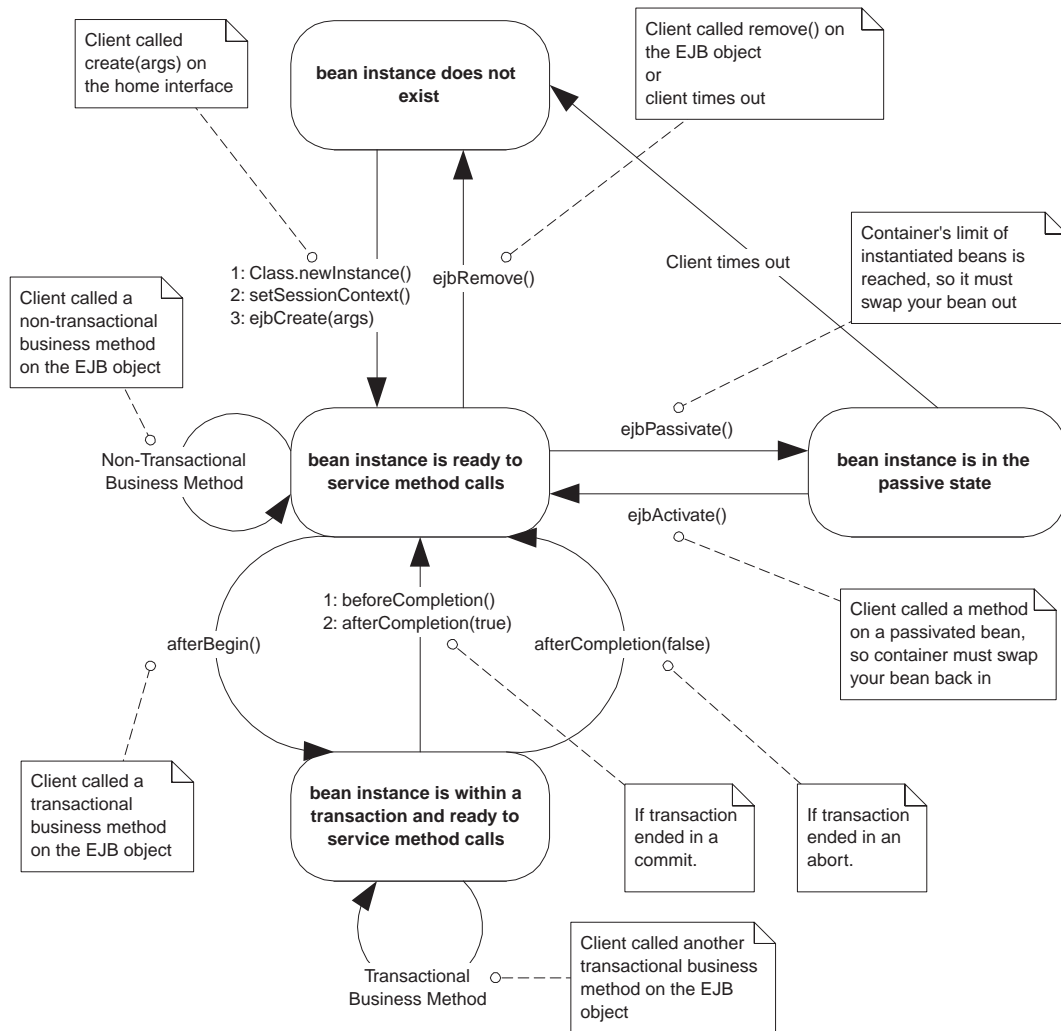 Client called
create(args) on
the home interface
bean instance does not
exist
Client called remove() on
the EJB object
or
client times out
Container's limit of
instantiated beans is
reached, so it must
swap your bean out
Client times out
1: Class.newInstance()
2: setSessionContext()
3: ejbCreate(args)
ejbRemove()
Client called a
non-transactional
business method
on the EJB object
ejbPassivate()
Non-Transactional
Business Method
bean instance is ready to
service method calls
bean instance is in the
passive state
ejbActivate()
1: beforeCompletion()
2: afterCompletion(true)
afterBegin()
afterCompletion(false)
Client called a method
on a passivated bean,
so container must swap
your bean back in
Client called a
transactional
business method
on the EJB object
bean instance is within a
transaction and ready to
service method calls
If transaction
ended in a
commit.
If transaction
ended in an
abort.
Transactional
Business Method
Client called another
transactional business
method on the EJB
object